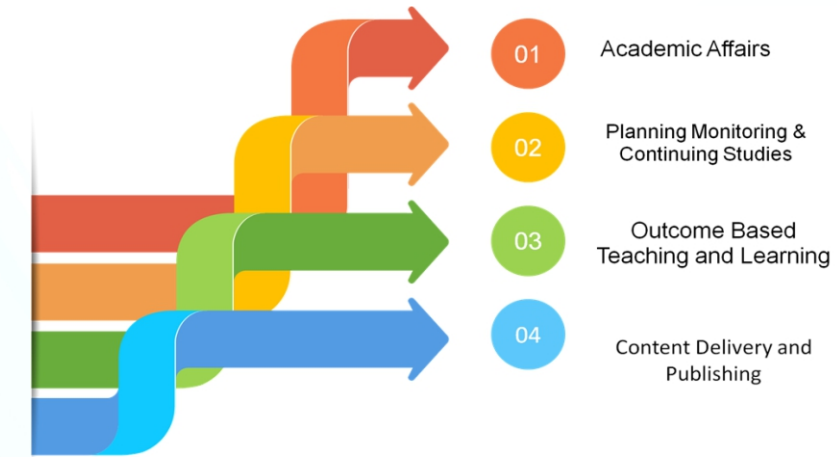 01
Academic Affairs
02
Planning Monitoring &
Continuing Studies
03
Outcome Based
Teaching and Learning
04
Content Delivery and
Publishing